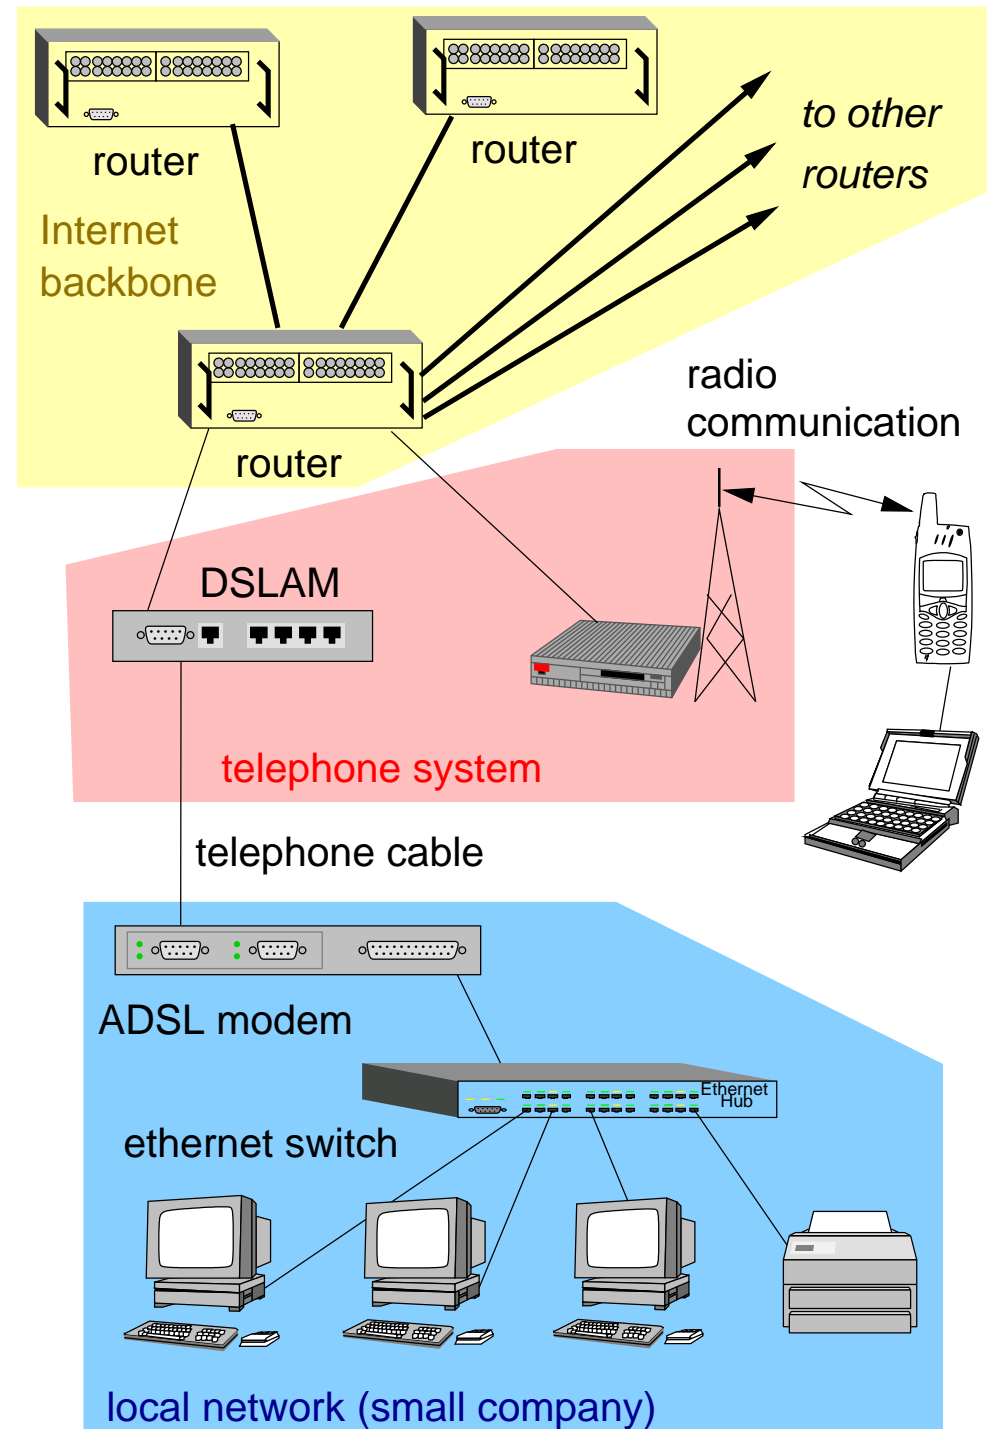 router
router
to other
routers
Internet
backbone
router
radio
communication
DSLAM
telephone system
telephone cable
ADSL modem
Ethernet
Hub
ethernet switch
local network (small company)